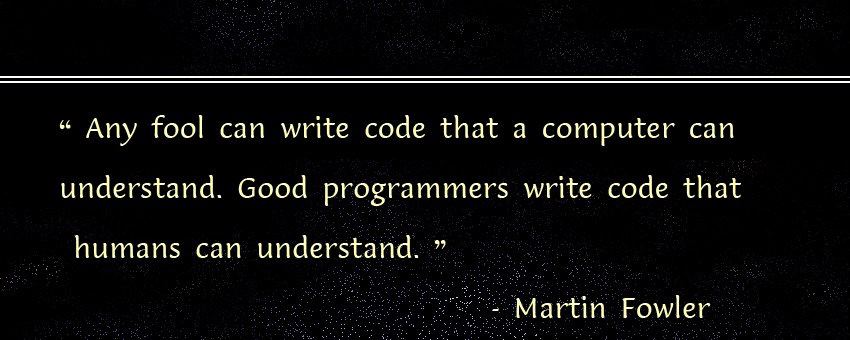 “ Any fool can write code that a computer can
understand. Good programmers write code that
humans can understand. ”
- Martin Fowler